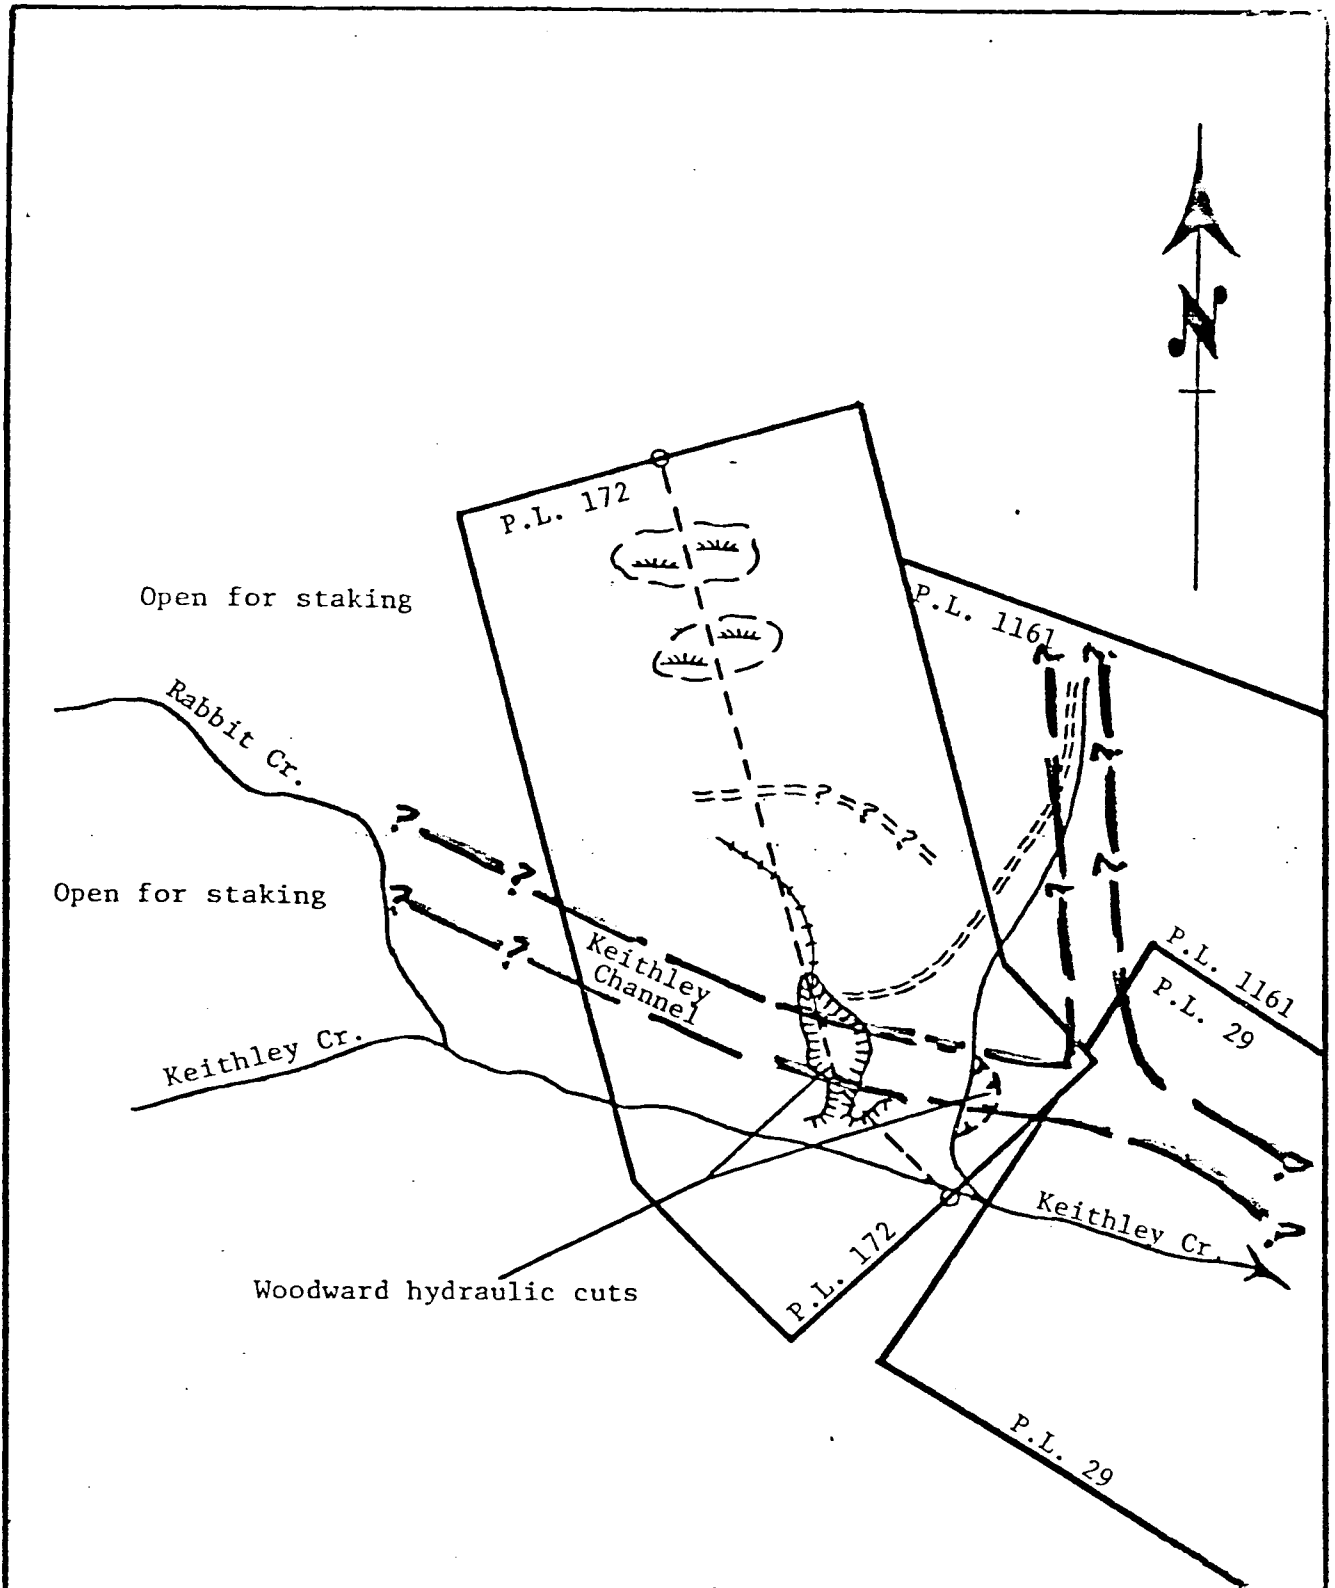 N
P.L. 172
Open for staking
P.L. 1161
? ?
Rabbit Cr.
?
? = ? = ? =
?
?
?
Open for staking
?
?
?
?
Keithley
Channel
P.L. 1161
P.L. 29
Keithley Cr.
?
Keithley Cr.
?
P.L. 172
Woodward hydraulic cuts
P.L. 29